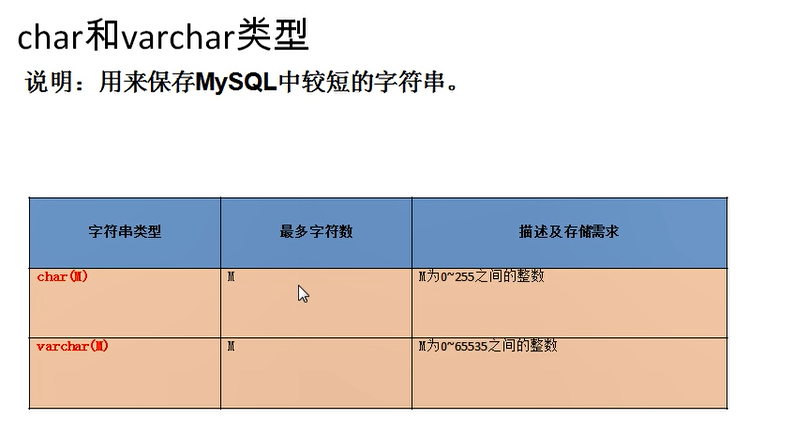 char和varchar类型
说明：用来保存MySQL中较短的字符串。
字符串类型 最多字符数 描述及存储需求
char(M) M M为0~255之间的整数
varchar(M) M M为0~65535之间的整数